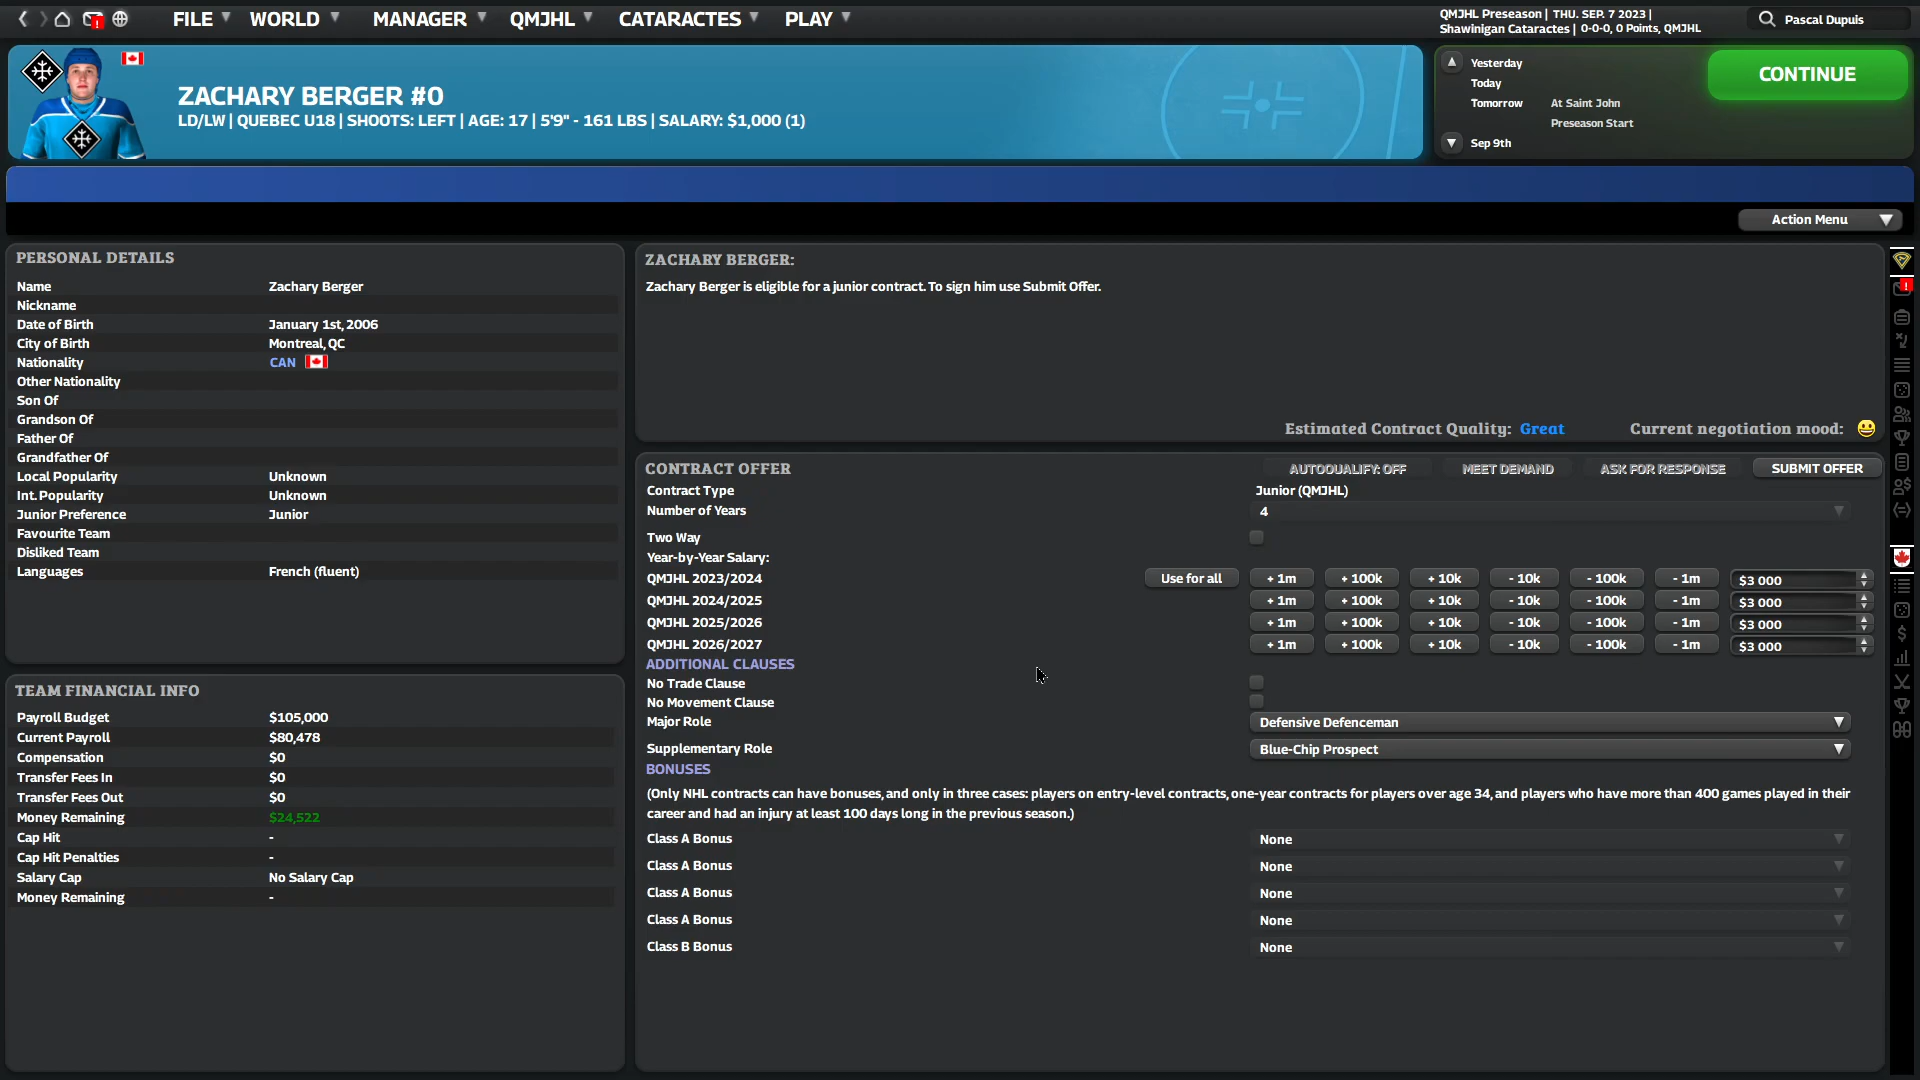 FILE WORLD MANAGER QMJHL CATARACTES PLAY
QMJHL Preseason | THU. SEP. 7 2023 |
Shawinigan Cataractes | 0-0-0, 0 Points, QMJHL
Pascal Dupuis
ZACHARY BERGER #0
LD/LW | QUEBEC U18 | SHOOTS: LEFT | AGE: 17 | 5'9" - 161 LBS | SALARY: $1,000 (1)
Yesterday
Today
Tomorrow At Saint John
Preseason Start
Sep 9th
CONTINUE
Action Menu
PERSONAL DETAILS
Name Zachary Berger
Nickname
Date of Birth January 1st, 2006
City of Birth Montreal, QC
Nationality CAN
Other Nationality
Son Of
Grandson Of
Father Of
Grandfather Of
Local Popularity Unknown
Int. Popularity Unknown
Junior Preference Junior
Favourite Team
Disliked Team
Languages French (fluent)
TEAM FINANCIAL INFO
Payroll Budget $105,000
Current Payroll $80,478
Compensation $0
Transfer Fees In $0
Transfer Fees Out $0
Money Remaining $24,522
Cap Hit -
Cap Hit Penalties -
Salary Cap No Salary Cap
Money Remaining -
ZACHARY BERGER:
Zachary Berger is eligible for a junior contract. To sign him use Submit Offer.
Estimated Contract Quality: Great Current negotiation mood:
CONTRACT OFFER AUTOQUALIFY: OFF MEET DEMAND ASK FOR RESPONSE SUBMIT OFFER
Contract Type Junior (QMJHL)
Number of Years 4
Two Way
Year-by-Year Salary:
QMJHL 2023/2024 Use for all + 1m + 100k + 10k - 10k - 100k - 1m $3 000
QMJHL 2024/2025 + 1m + 100k + 10k - 10k - 100k - 1m $3 000
QMJHL 2025/2026 + 1m + 100k + 10k - 10k - 100k - 1m $3 000
QMJHL 2026/2027 + 1m + 100k + 10k - 10k - 100k - 1m $3 000
ADDITIONAL CLAUSES
No Trade Clause
No Movement Clause
Major Role Defensive Defenceman
Supplementary Role Blue-Chip Prospect
BONUSES
(Only NHL contracts can have bonuses, and only in three cases: players on entry-level contracts, one-year contracts for players over age 34, and players who have more than 400 games played in their
career and had an injury at least 100 days long in the previous season.)
Class A Bonus None
Class A Bonus None
Class A Bonus None
Class A Bonus None
Class B Bonus None